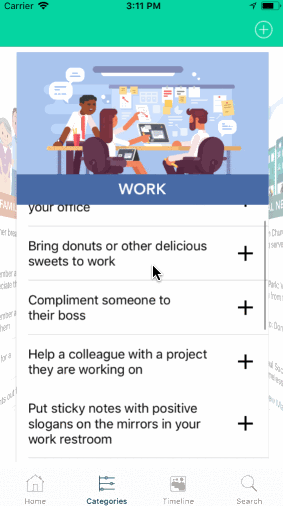 Carrier 3:11 PM
WORK
your office
Bring donuts or other delicious
sweets to work
Compliment someone to
their boss
Help a colleague with a project
they are working on
Put sticky notes with positive
slogans on the mirrors in your
work restroom
Home Categories Timeline Search